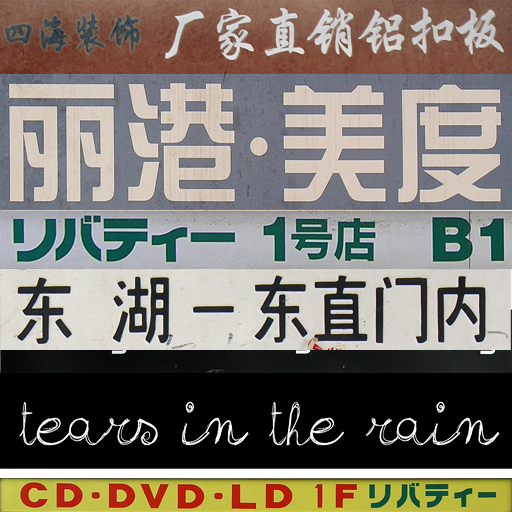 四海装饰 厂家直销铝扣板
丽港·美度
リバティー 1号店 B1
东湖一东直门内
tears in the rain
CD·DVD·LD 1F リバティー